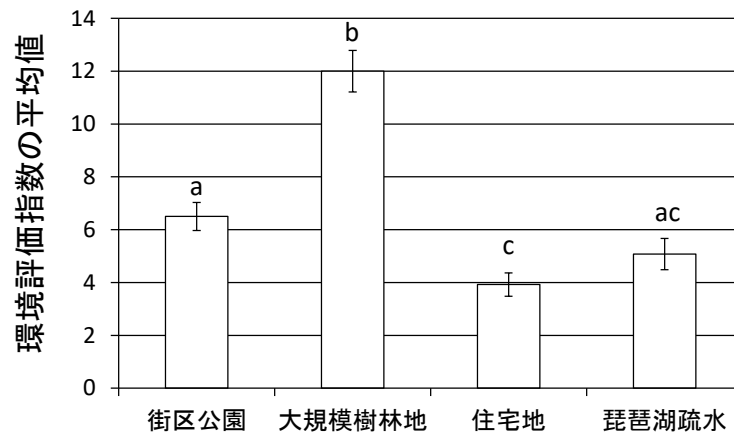 環境評価指数の平均値
14
12
10
8
6
4
2
0
a
b
c
ac
街区公園
大規模樹林地
住宅地
琵琶湖疏水